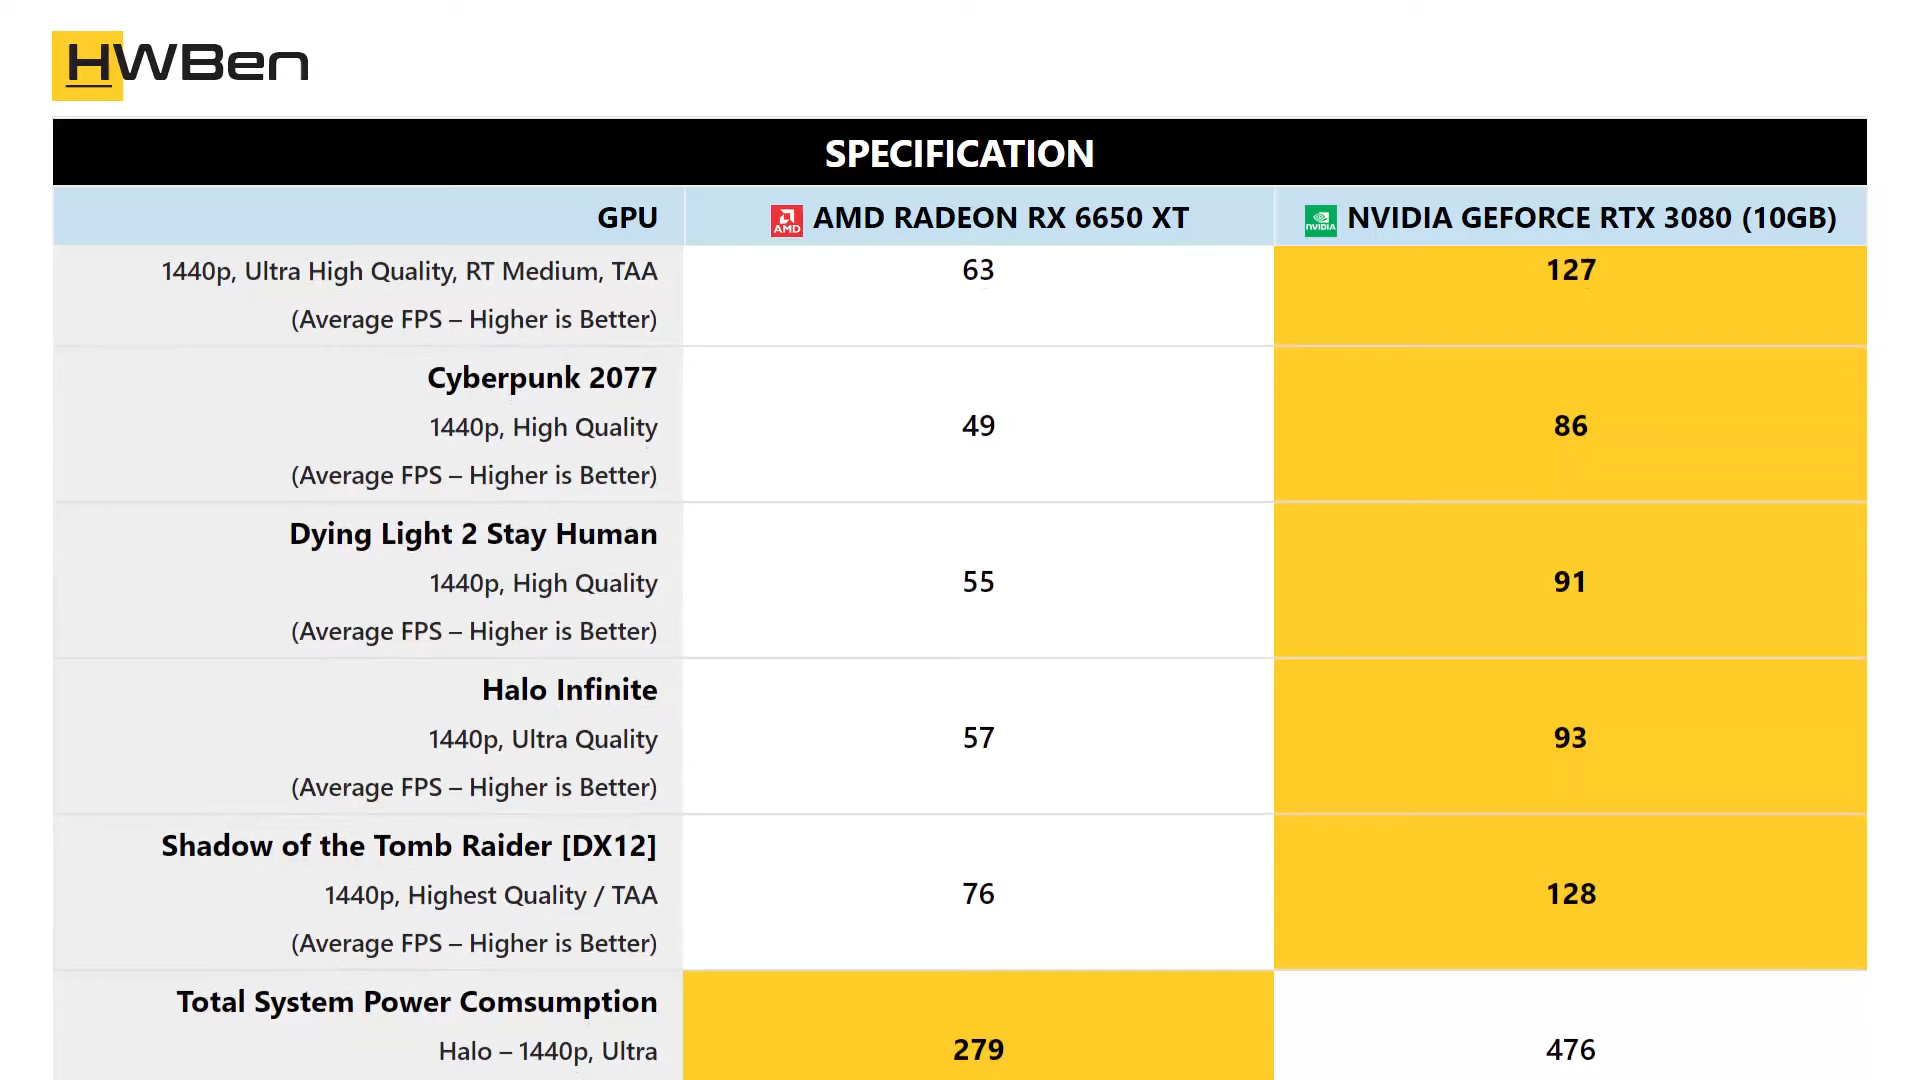 HWBen
SPECIFICATION
GPU
AMD
AMD RADEON RX 6650 XT
NVIDIA
NVIDIA GEFORCE RTX 3080 (10GB)
1440p, Ultra High Quality, RT Medium, TAA
(Average FPS – Higher is Better)
63
127
Cyberpunk 2077
1440p, High Quality
(Average FPS – Higher is Better)
49
86
Dying Light 2 Stay Human
1440p, High Quality
(Average FPS – Higher is Better)
55
91
Halo Infinite
1440p, Ultra Quality
(Average FPS – Higher is Better)
57
93
Shadow of the Tomb Raider [DX12]
1440p, Highest Quality / TAA
(Average FPS – Higher is Better)
76
128
Total System Power Comsumption
Halo – 1440p, Ultra
279
476